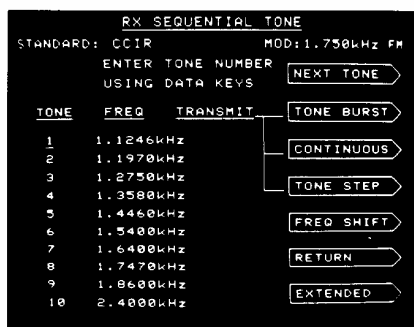 RX SEQUENTIAL TONE
STANDARD: CCIR MOD:1.750kHz FM
ENTER TONE NUMBER
USING DATA KEYS
NEXT TONE
TONE FREQ TRANSMIT
TONE BURST
CONTINUOUS
TONE STEP
FREQ SHIFT
RETURN
EXTENDED
1 1.1246kHz
2 1.1970kHz
3 1.2750kHz
4 1.3580kHz
5 1.4460kHz
6 1.5400kHz
7 1.6400kHz
8 1.7470kHz
9 1.8600kHz
10 2.4000kHz